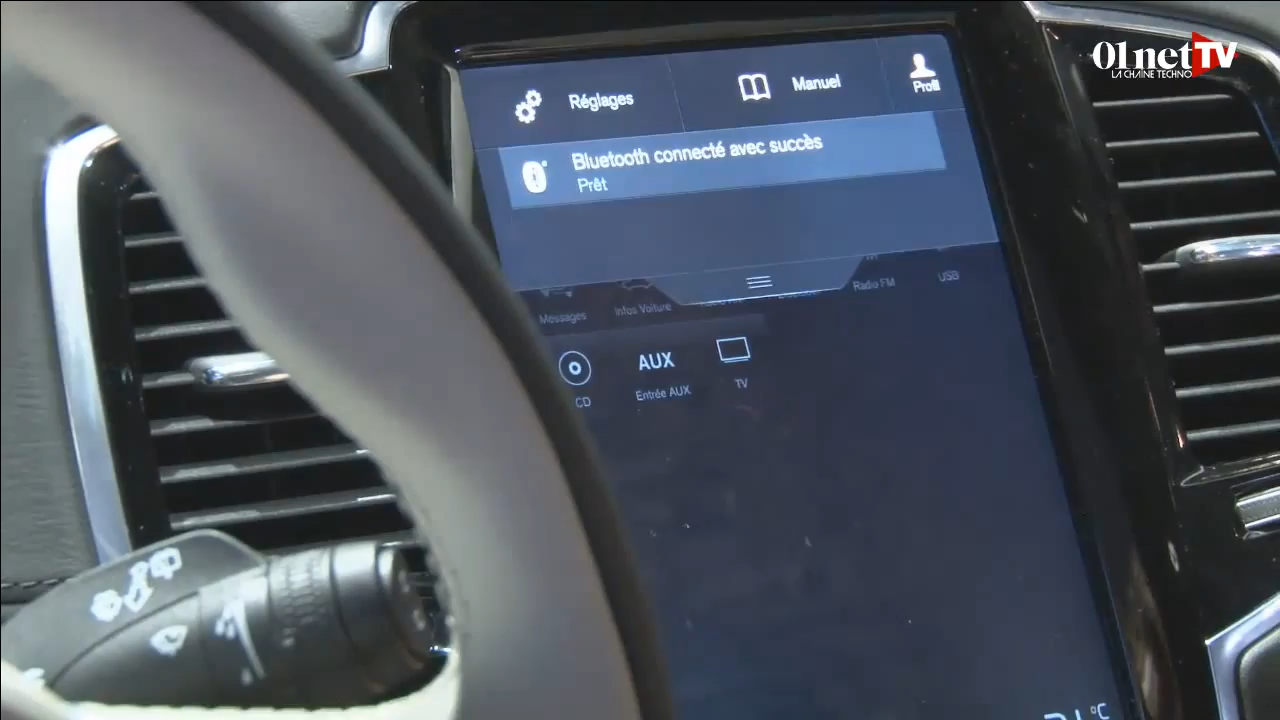 01netTV
LA CHAINE TECHNO
Réglages
Manuel
Profil
Bluetooth connecté avec succès
Prêt
Messages
Infos Voiture
Radio FM
USB
CD
AUX
Entrée AUX
TV
°C